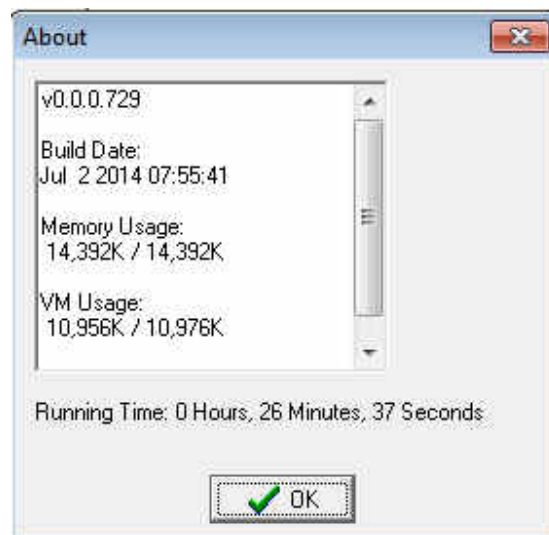 About
v0.0.0.729
Build Date:
Jul 2 2014 07:55:41
Memory Usage:
14,392K / 14,392K
VM Usage:
10,956K / 10,976K
Running Time: 0 Hours, 26 Minutes, 37 Seconds
OK